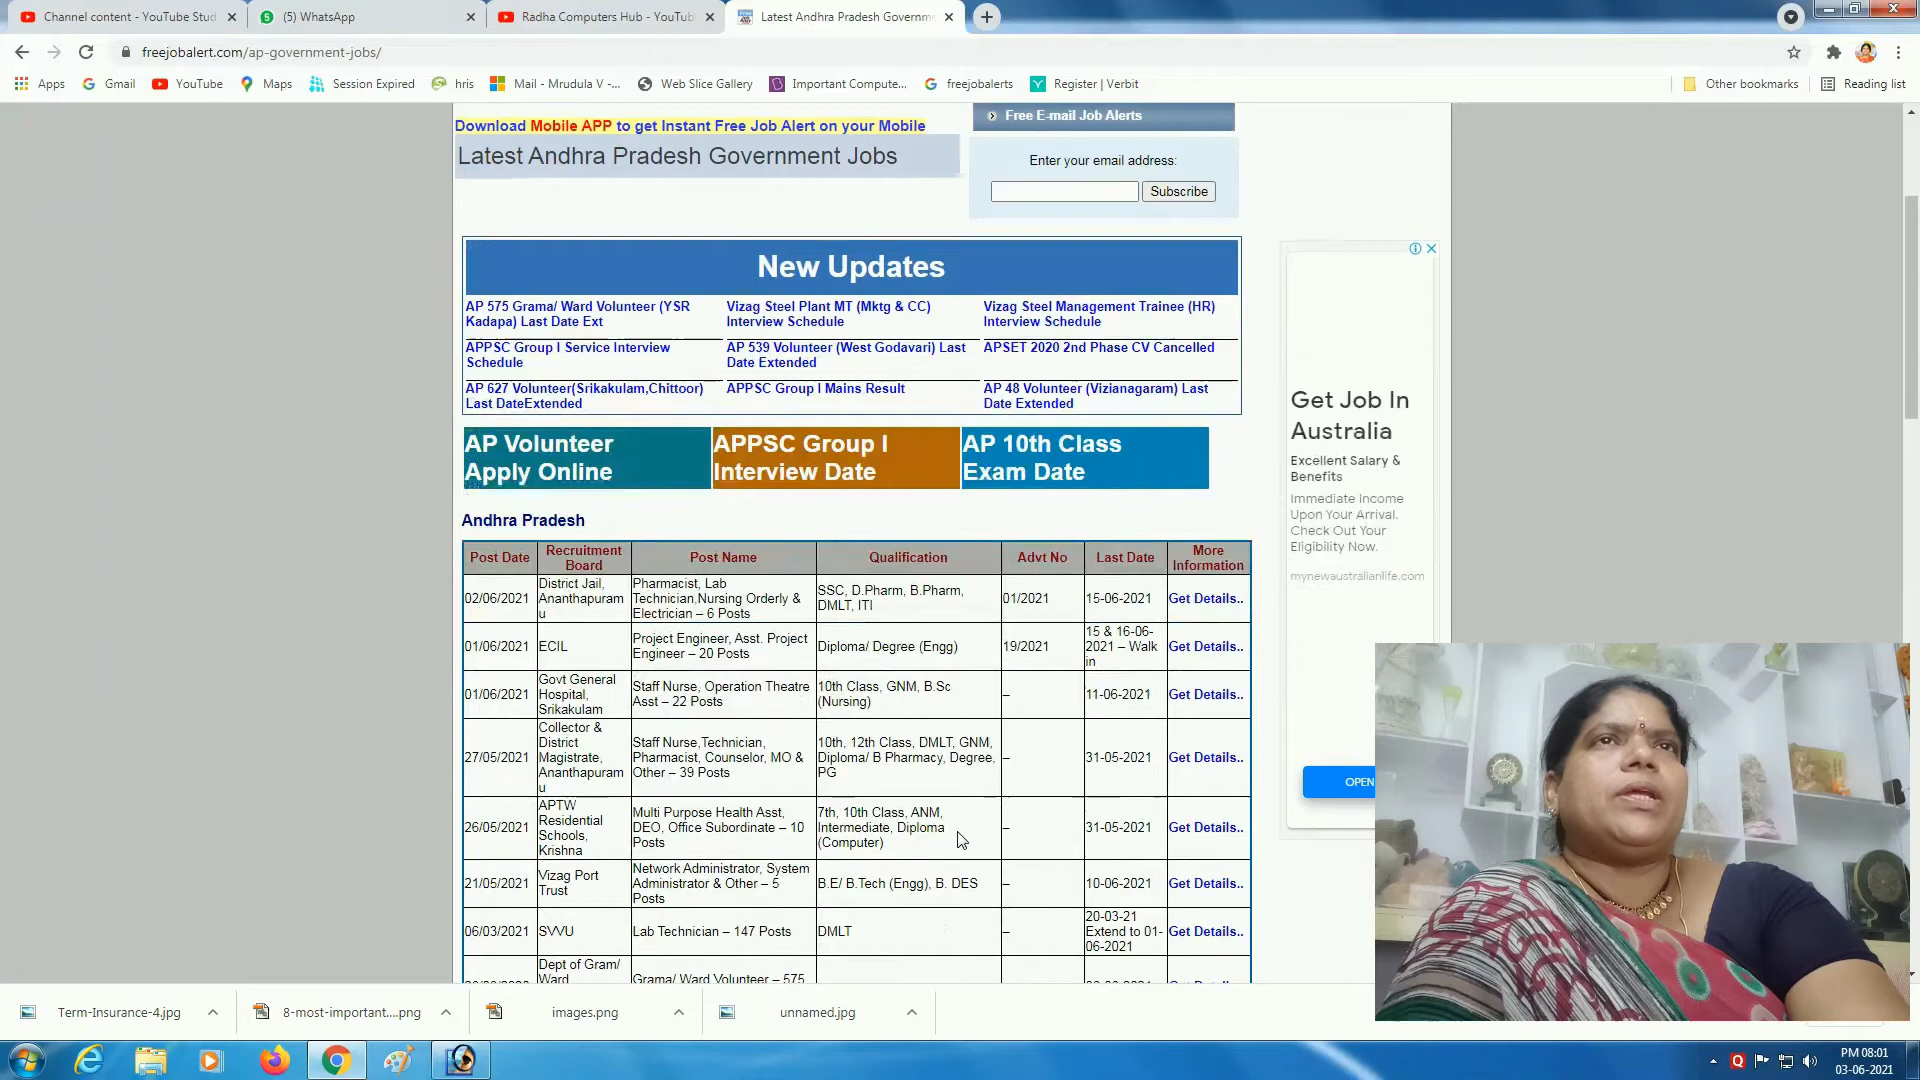 Channel content - YouTube Stud
(5) WhatsApp
Radha Computers Hub - YouTub
Latest Andhra Pradesh Governme
freejobalert.com/ap-government-jobs/
Apps
Gmail
YouTube
Maps
Session Expired
hris
Mail - Mrudula V -...
Web Slice Gallery
Important Compute...
freejobalerts
Register | Verbit
Other bookmarks
Reading list
Download Mobile APP to get Instant Free Job Alert on your Mobile
Latest Andhra Pradesh Government Jobs
Free E-mail Job Alerts
Enter your email address:
Subscribe
New Updates
AP 575 Grama/ Ward Volunteer (YSR
Kadapa) Last Date Ext
Vizag Steel Plant MT (Mktg & CC)
Interview Schedule
Vizag Steel Management Trainee (HR)
Interview Schedule
APPSC Group I Service Interview
Schedule
AP 539 Volunteer (West Godavari) Last
Date Extended
APSET 2020 2nd Phase CV Cancelled
AP 627 Volunteer(Srikakulam,Chittoor)
Last DateExtended
APPSC Group I Mains Result
AP 48 Volunteer (Vizianagaram) Last
Date Extended
AP Volunteer
Apply Online
APPSC Group I
Interview Date
AP 10th Class
Exam Date
Get Job In
Australia
Excellent Salary &
Benefits
Immediate Income
Upon Your Arrival.
Check Out Your
Eligibility Now.
mynewaustralianlife.com
OPEN
Andhra Pradesh
Post Date
Recruitment
Board
Post Name
Qualification
Advt No
Last Date
More
Information
02/06/2021
District Jail,
Ananthapuram
u
Pharmacist, Lab
Technician,Nursing Orderly &
Electrician – 6 Posts
SSC, D.Pharm, B.Pharm,
DMLT, ITI
01/2021
15-06-2021
Get Details..
01/06/2021
ECIL
Project Engineer, Asst. Project
Engineer – 20 Posts
Diploma/ Degree (Engg)
19/2021
15 & 16-06-
2021 – Walk
in
Get Details..
01/06/2021
Govt General
Hospital,
Srikakulam
Staff Nurse, Operation Theatre
Asst – 22 Posts
10th Class, GNM, B.Sc
(Nursing)
–
11-06-2021
Get Details..
27/05/2021
Collector &
District
Magistrate,
Ananthapuram
u
Staff Nurse,Technician,
Pharmacist, Counselor, MO &
Other – 39 Posts
10th, 12th Class, DMLT, GNM,
Diploma/ B Pharmacy, Degree,
PG
–
31-05-2021
Get Details..
26/05/2021
APTW
Residential
Schools,
Krishna
Multi Purpose Health Asst,
DEO, Office Subordinate – 10
Posts
7th, 10th Class, ANM,
Intermediate, Diploma
(Computer)
–
31-05-2021
Get Details..
21/05/2021
Vizag Port
Trust
Network Administrator, System
Administrator & Other – 5
Posts
B.E/ B.Tech (Engg), B. DES
–
10-06-2021
Get Details..
06/03/2021
SVVU
Lab Technician – 147 Posts
DMLT
–
20-03-21
Extend to 01-
06-2021
Get Details..
Dept of Gram/
Ward
Grama/ Ward Volunteer – 575
Term-Insurance-4.jpg
8-most-important....png
images.png
unnamed.jpg
PM 08:01
03-06-2021